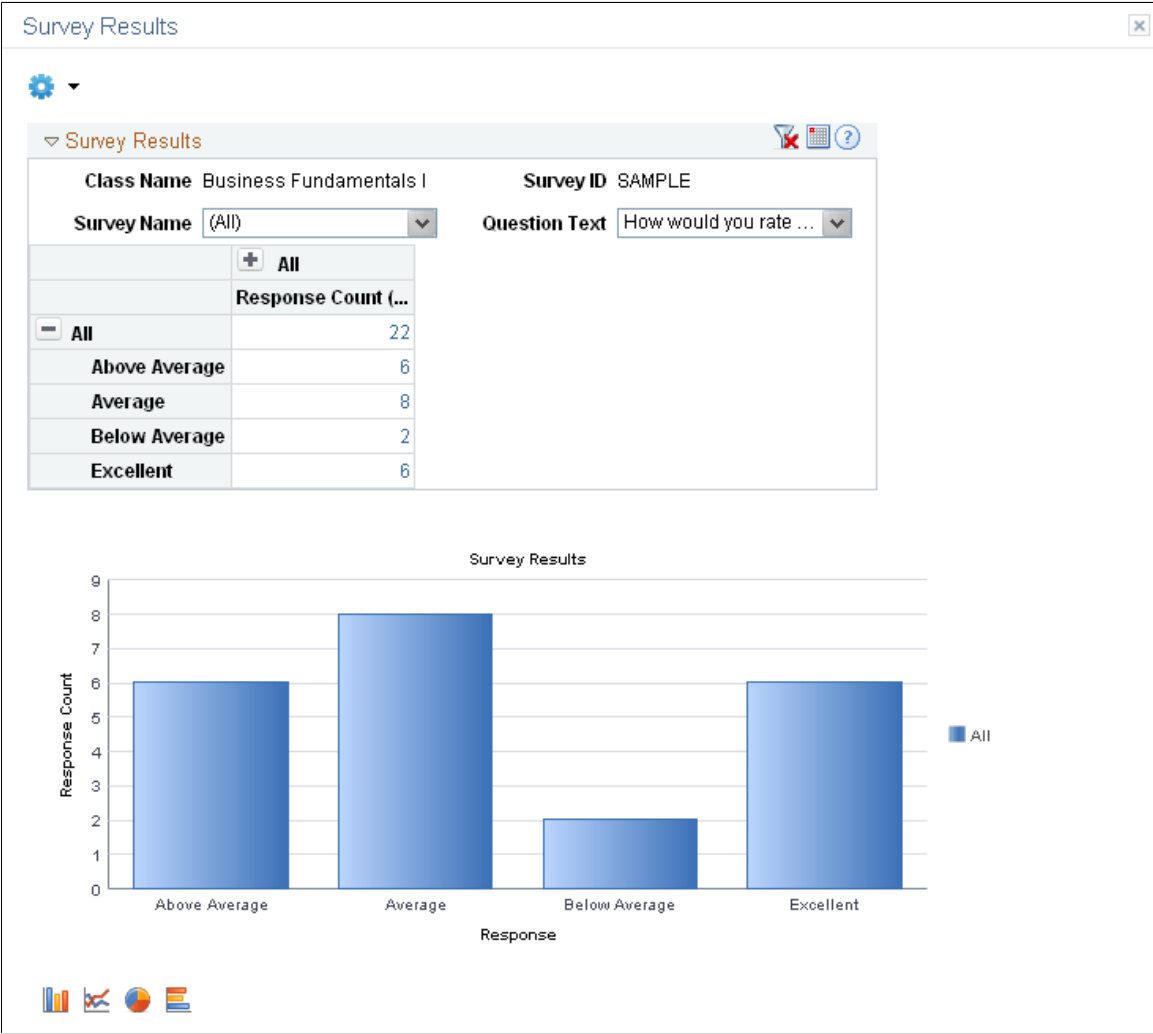 Survey Results
Survey Results
Class Name Business Fundamentals I Survey ID SAMPLE
Survey Name (All) Question Text How would you rate ...
All
Response Count (...
All 22
Above Average 6
Average 8
Below Average 2
Excellent 6
Survey Results
9
8
7
6
5
4
3
2
1
0
Response Count
Above Average Average Below Average Excellent
Response
All